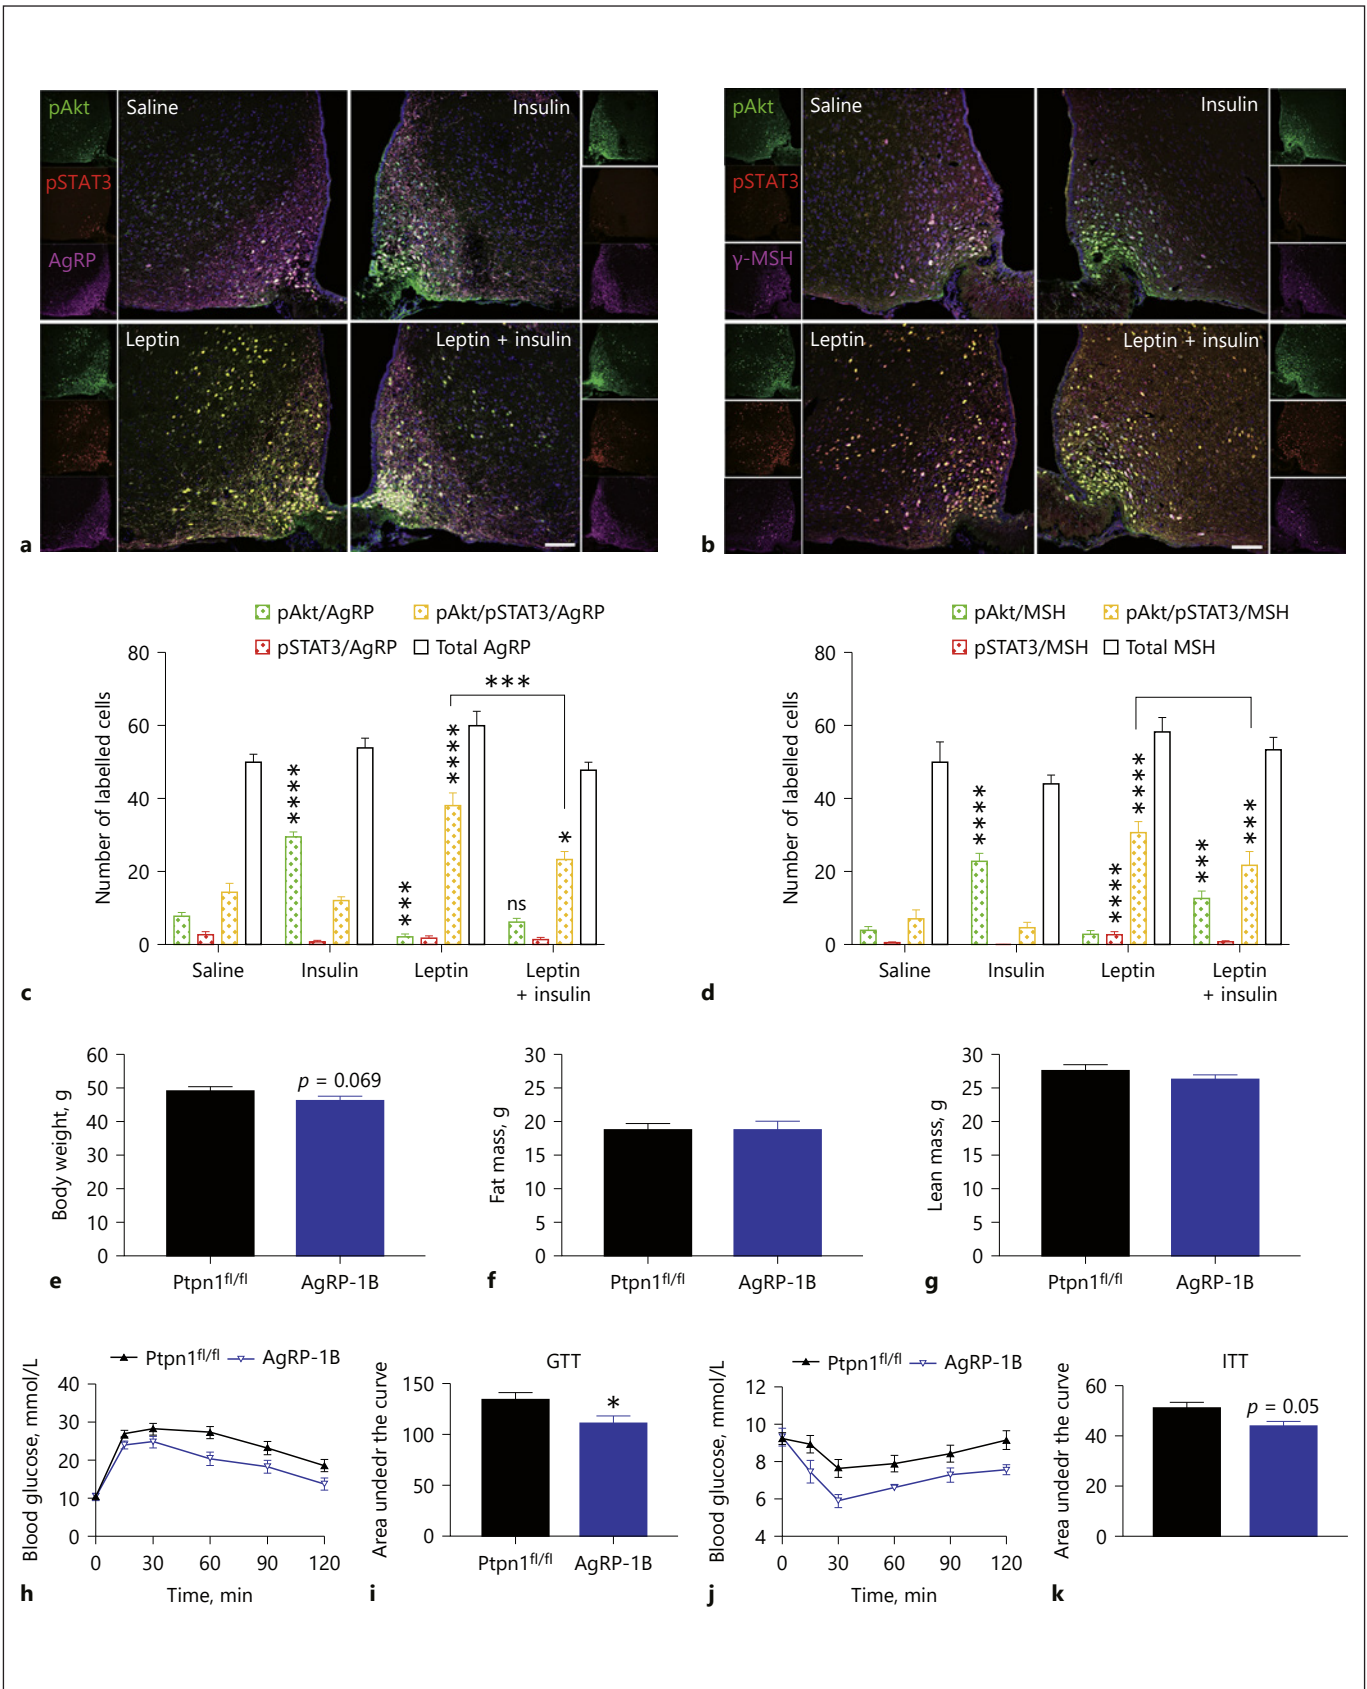 pAkt
Saline
Insulin
pSTAT3
AgRP
Leptin
Leptin + insulin
a
pAkt
Saline
Insulin
pSTAT3
γ-MSH
Leptin
Leptin + insulin
b
pAkt/AgRP
pAkt/pSTAT3/AgRP
pSTAT3/AgRP
Total AgRP
Number of labelled cells
80
60
40
20
0
****
***
****
***
ns
*
Saline
Insulin
Leptin
Leptin
+ insulin
c
pAkt/MSH
pAkt/pSTAT3/MSH
pSTAT3/MSH
Total MSH
Number of labelled cells
80
60
40
20
0
****
****
****
***
***
Saline
Insulin
Leptin
Leptin
+ insulin
d
Body weight, g
60
50
40
30
20
10
0
p = 0.069
Ptpn1fl/fl
AgRP-1B
e
Fat mass, g
30
25
20
15
10
5
0
Ptpn1fl/fl
AgRP-1B
f
Lean mass, g
30
25
20
15
10
5
0
Ptpn1fl/fl
AgRP-1B
g
Ptpn1fl/fl
AgRP-1B
Blood glucose, mmol/L
40
30
20
10
0
0
30
60
90
120
Time, min
h
GTT
Area undedr the curve
150
100
50
0
*
Ptpn1fl/fl
AgRP-1B
i
Ptpn1fl/fl
AgRP-1B
Blood glucose, mmol/L
12
10
8
6
4
0
30
60
90
120
Time, min
j
ITT
Area undedr the curve
60
40
20
0
p = 0.05
k